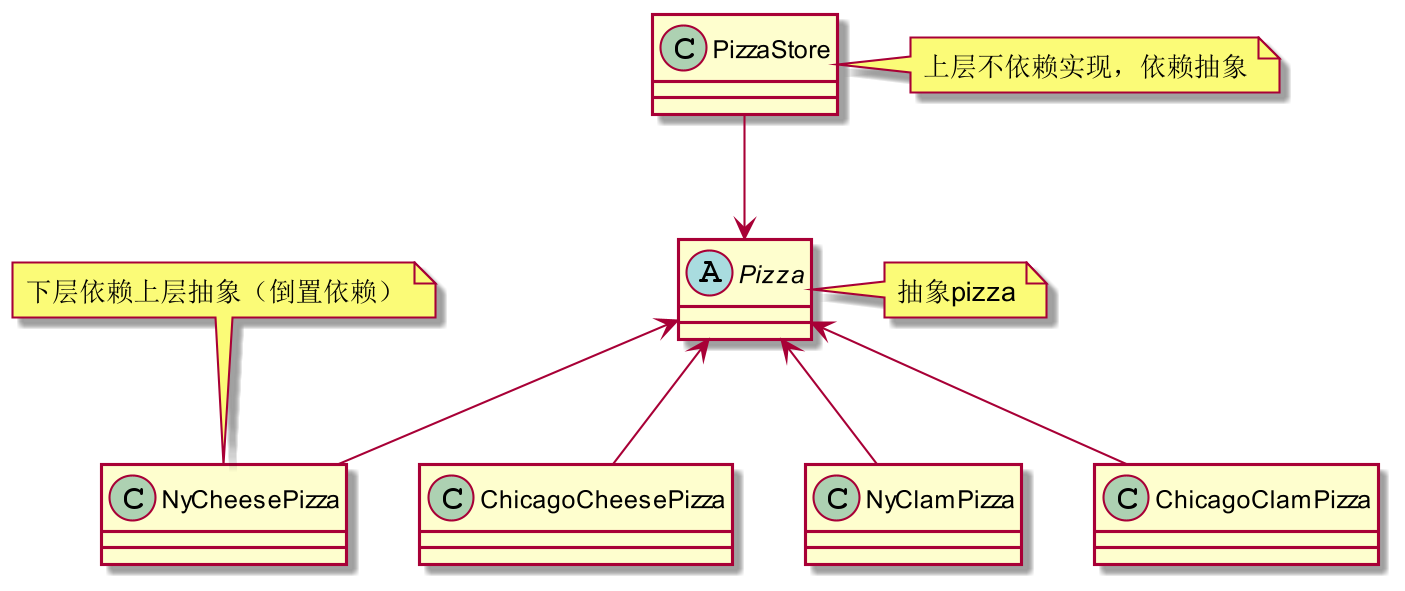 C PizzaStore
上层不依赖实现，依赖抽象
下层依赖上层抽象（倒置依赖）
A Pizza
抽象pizza
C NyCheesePizza
C ChicagoCheesePizza
C NyClamPizza
C ChicagoClamPizza